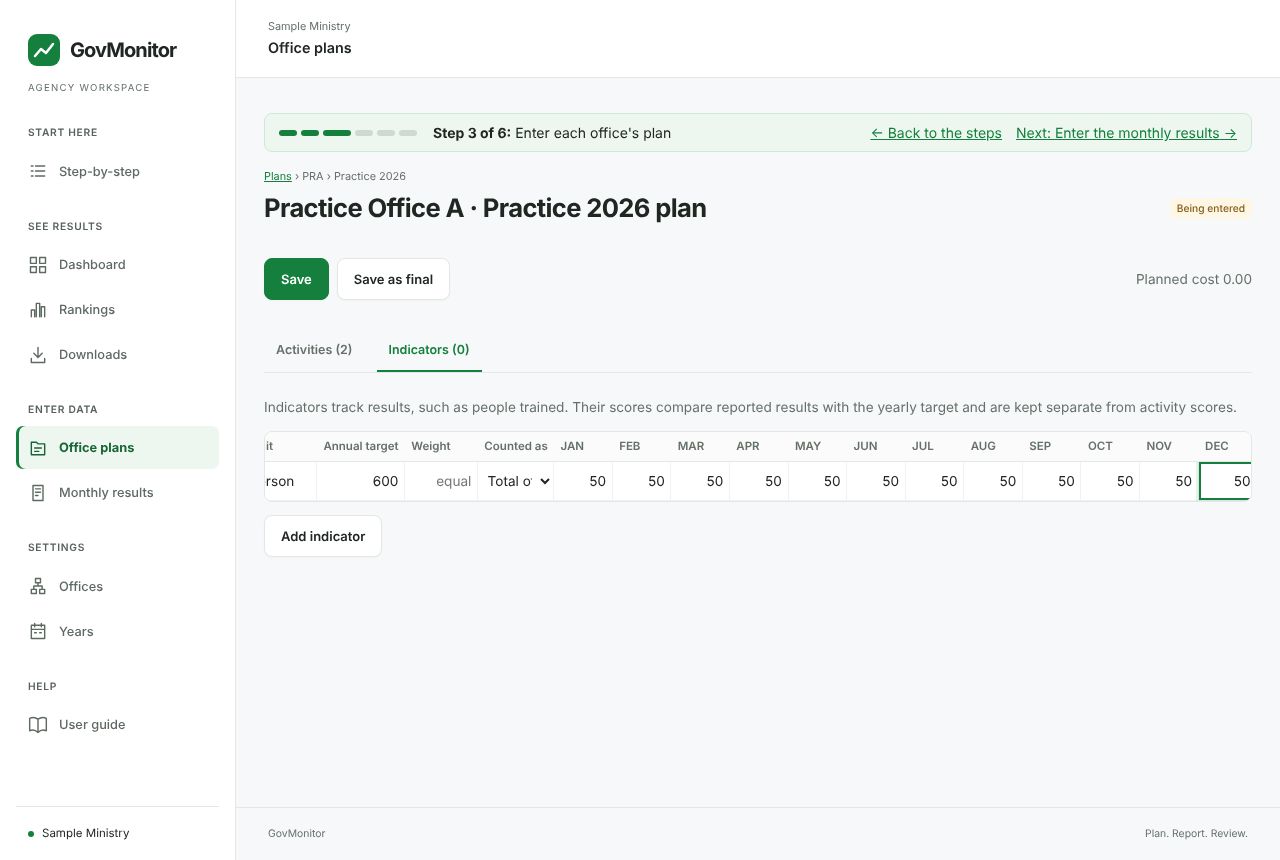 GovMonitor
AGENCY WORKSPACE
START HERE
Step-by-step
SEE RESULTS
Dashboard
Rankings
Downloads
ENTER DATA
Office plans
Monthly results
SETTINGS
Offices
Years
HELP
User guide
Sample Ministry
Sample Ministry
Office plans
Step 3 of 6: Enter each office's plan ← Back to the steps Next: Enter the monthly results →
Plans › PRA › Practice 2026
Practice Office A · Practice 2026 plan Being entered
Save Save as final Planned cost 0.00
Activities (2) Indicators (0)
Indicators track results, such as people trained. Their scores compare reported results with the yearly target and are kept separate from activity scores.
it Annual target Weight Counted as JAN FEB MAR APR MAY JUN JUL AUG SEP OCT NOV DEC
rson 600 equal Total o 50 50 50 50 50 50 50 50 50 50 50 50
Add indicator
GovMonitor Plan. Report. Review.